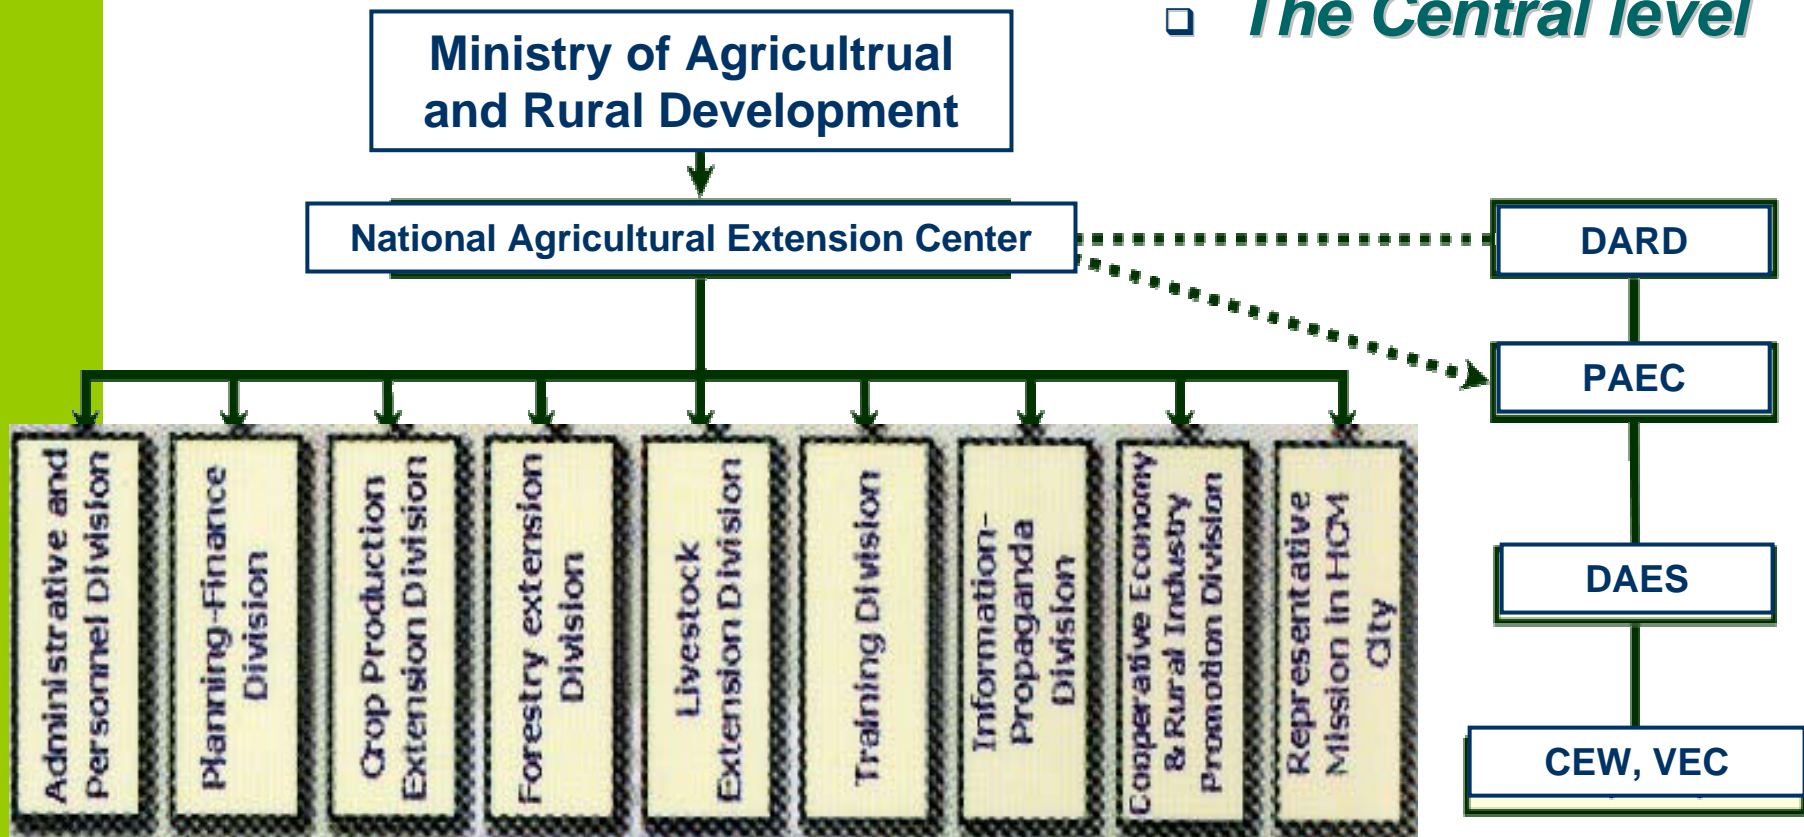 The Central level
Ministry of Agricultrual
and Rural Development
National Agricultural Extension Center
DARD
PAEC
DAES
CEW, VEC
Administrative and
Personnel Division
Planning-Finance
Division
Crop Production
Extension Division
Forestry extension
Division
Livestock
Extension Division
Training Division
Information-
Propaganda
Division
Cooperative Economy
& Rural Industry
Promotion Division
Representative
Mission in HCM
City